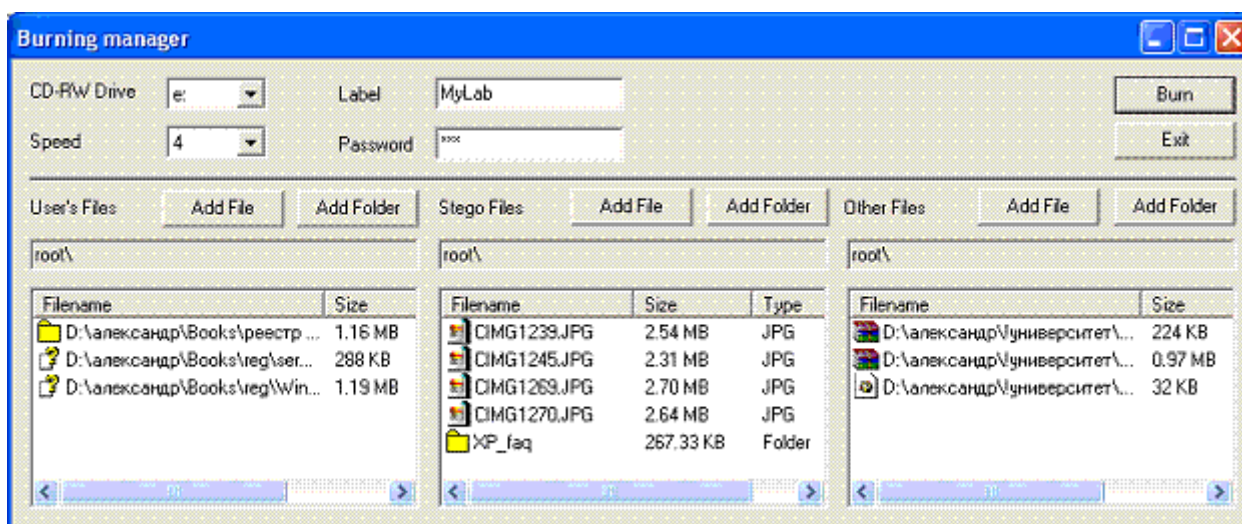 Burning manager
CD-RW Drive e: Label MyLab Burn
Speed 4 Password *** Exit
User's Files Add File Add Folder Stego Files Add File Add Folder Other Files Add File Add Folder
root\ root\ root\
Filename Size Filename Size Type Filename Size
D:\александр\Books\реестр ... 1.16 MB CIMG1239.JPG 2.54 MB JPG D:\александр\!университет\... 224 KB
D:\александр\Books\reg\ser... 288 KB CIMG1245.JPG 2.31 MB JPG D:\александр\!университет\... 0.97 MB
D:\александр\Books\reg\Win... 1.19 MB CIMG1269.JPG 2.70 MB JPG D:\александр\!университет\... 32 KB
CIMG1270.JPG 2.64 MB JPG
XP_faq 267.33 KB Folder